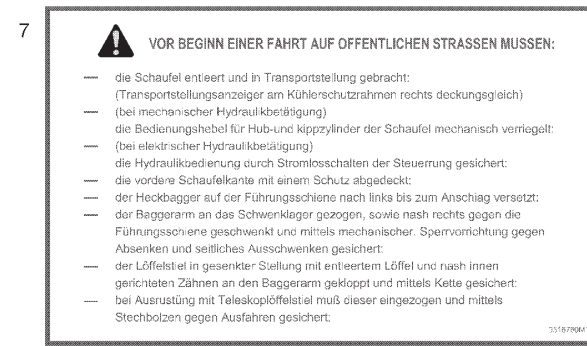 7
VOR BEGINN EINER FAHRT AUF OFFENTLICHEN STRASSEN MUSSEN:
— die Schaufel entleert und in Transportstellung gebracht:
(Transportstellungsanzeiger am Kühlerschutzrahmen rechts deckungsgleich)
— (bei mechanischer Hydraulikbetätigung)
die Bedienungshebel für Hub-und kippzylinder der Schaufel mechanisch verriegelt:
— (bei elektrischer Hydraulikbetätigung)
die Hydraulikbedienung durch Stromlosschalten der Steuerrung gesichert:
— die vordere Schaufelkante mit einem Schutz abgedeckt:
— der Heckbagger auf der Führungsschiene nach links bis zum Anschiag versetzt:
— der Baggerarm an das Schwenklager gezogen, sowie nash rechts gegen die
Führungsschiene geschwenkt und mittels mechanischer. Sperrvorrichtung gegen
Absenken und seitliches Ausschwenken gesichert:
— der Löffelstiel in gesenkter Stellung mit entleertem Löffel und nash innen
gerichteten Zähnen an den Baggerarm gekloppt und mittels Kette gesichert:
— bei Ausrüstung mit Teleskoplöffelstiel muß dieser eingezogen und mittels
Stechbolzen gegen Ausfahren gesichert: